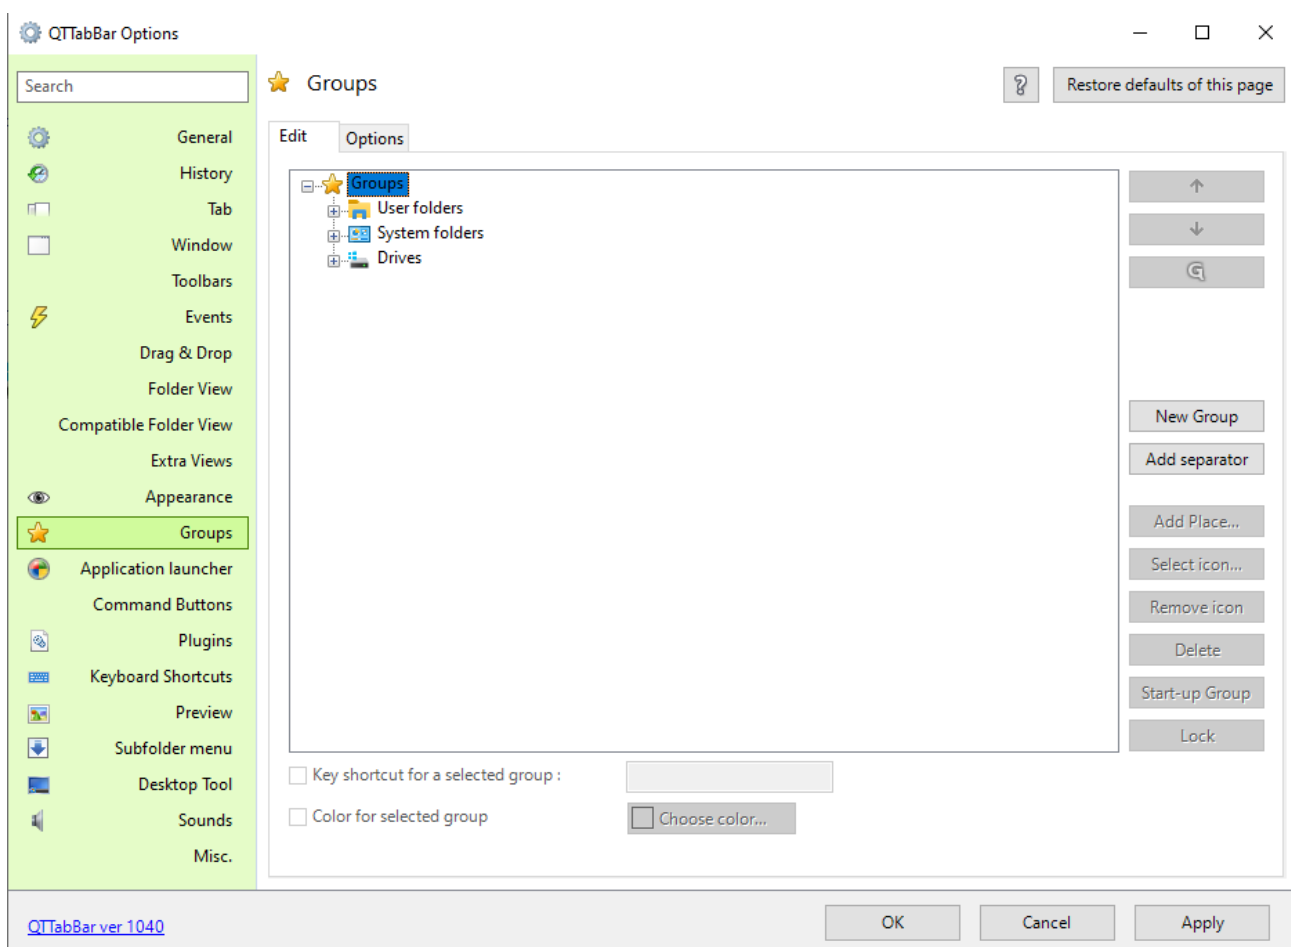 QTTabBar Options
Search
General
History
Tab
Window
Toolbars
Events
Drag & Drop
Folder View
Compatible Folder View
Extra Views
Appearance
Groups
Application launcher
Command Buttons
Plugins
Keyboard Shortcuts
Preview
Subfolder menu
Desktop Tool
Sounds
Misc.
QTTabBar ver 1040
Groups
?
Restore defaults of this page
Edit
Options
Groups
User folders
System folders
Drives
G
New Group
Add separator
Add Place...
Select icon...
Remove icon
Delete
Start-up Group
Lock
Key shortcut for a selected group :
Color for selected group
Choose color...
OK
Cancel
Apply